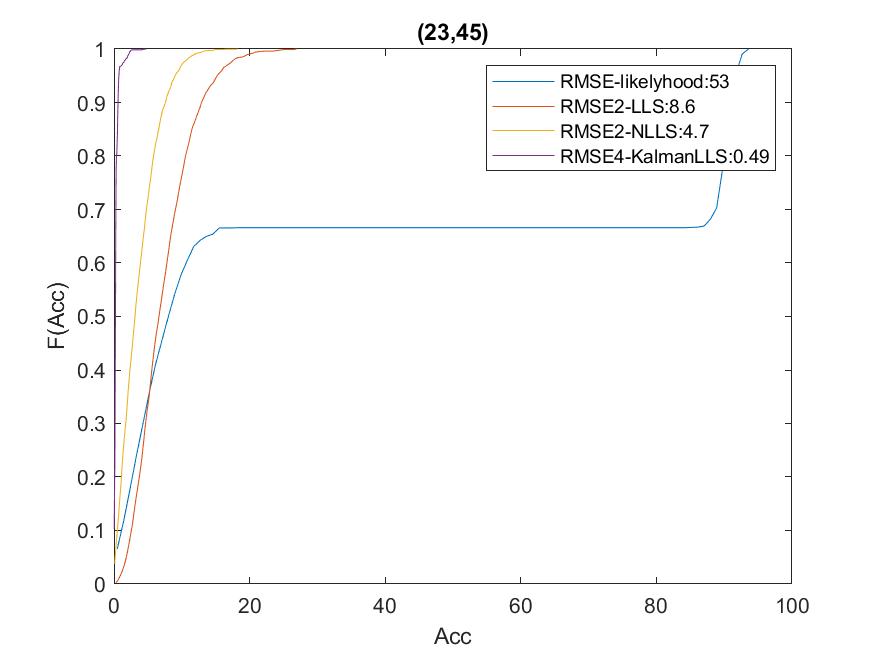 (23,45)
1
0.9
0.8
0.7
0.6
0.5
0.4
0.3
0.2
0.1
0
F(Acc)
RMSE-likelyhood:53
RMSE2-LLS:8.6
RMSE2-NLLS:4.7
RMSE4-KalmanLLS:0.49
0 20 40 60 80 100
Acc